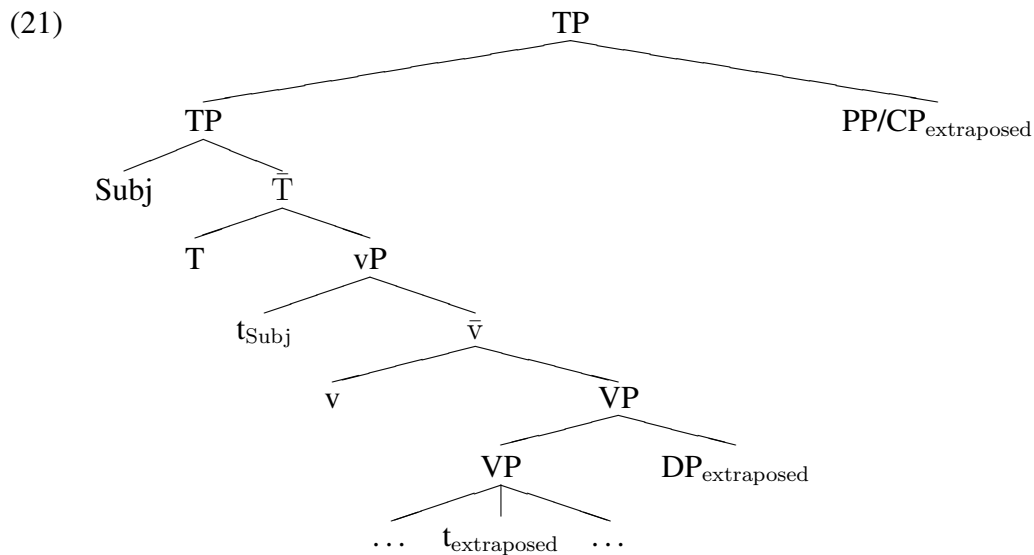 (21) TP
TP PP/CP_extraposed
Subj T̄
T vP
t_Subj v̄
v VP
VP DP_extraposed
... t_extraposed ...